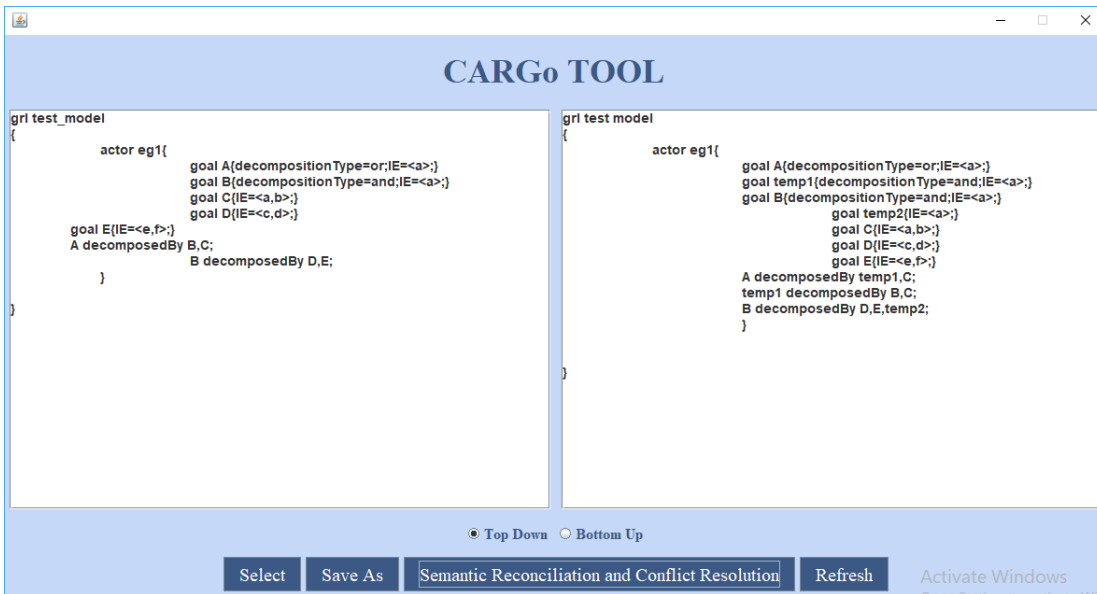 CARGo TOOL
grl test_model
{
actor eg1{
goal A{decompositionType=or;IE=<a>;}
goal B{decompositionType=and;IE=<a>;}
goal C{IE=<a,b>;}
goal D{IE=<c,d>;}
goal E{IE=<e,f>;}
A decomposedBy B,C;
B decomposedBy D,E;
}
}
grl test model
{
actor eg1{
goal A{decompositionType=or;IE=<a>;}
goal temp1{decompositionType=and;IE=<a>;}
goal B{decompositionType=and;IE=<a>;}
goal temp2{IE=<a>;}
goal C{IE=<a,b>;}
goal D{IE=<c,d>;}
goal E{IE=<e,f>;}
A decomposedBy temp1,C;
temp1 decomposedBy B,C;
B decomposedBy D,E,temp2;
}
}
Top Down Bottom Up
Select Save As Semantic Reconciliation and Conflict Resolution Refresh
Activate Windows